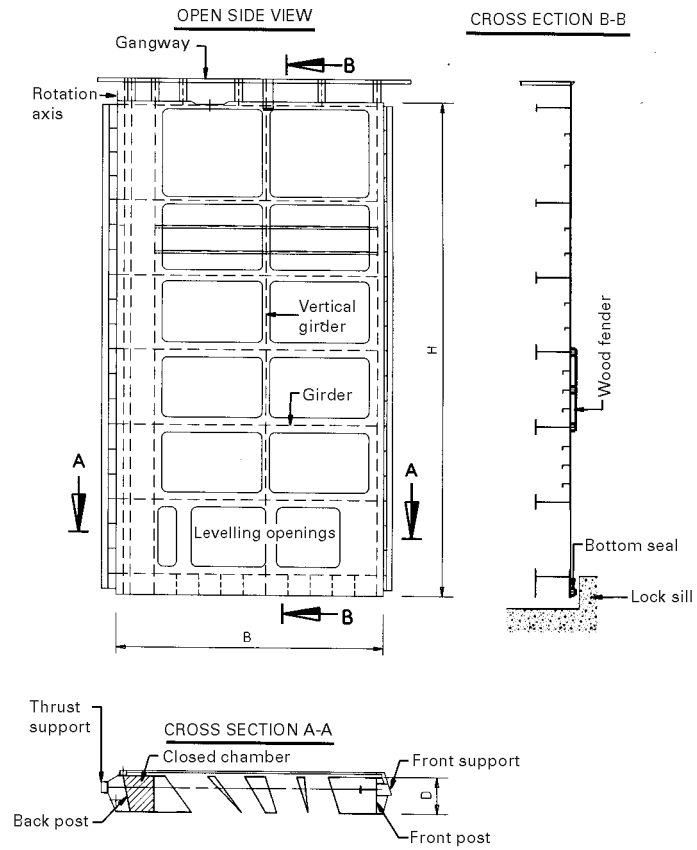 OPEN SIDE VIEW
CROSS ECTION B-B
Gangway
B
Rotation
axis
Vertical
girder
H
Wood fender
Girder
A
A
Levelling openings
Bottom seal
Lock sill
B
B
Thrust
support
CROSS SECTION A-A
Closed chamber
Front support
D
Back post
Front post